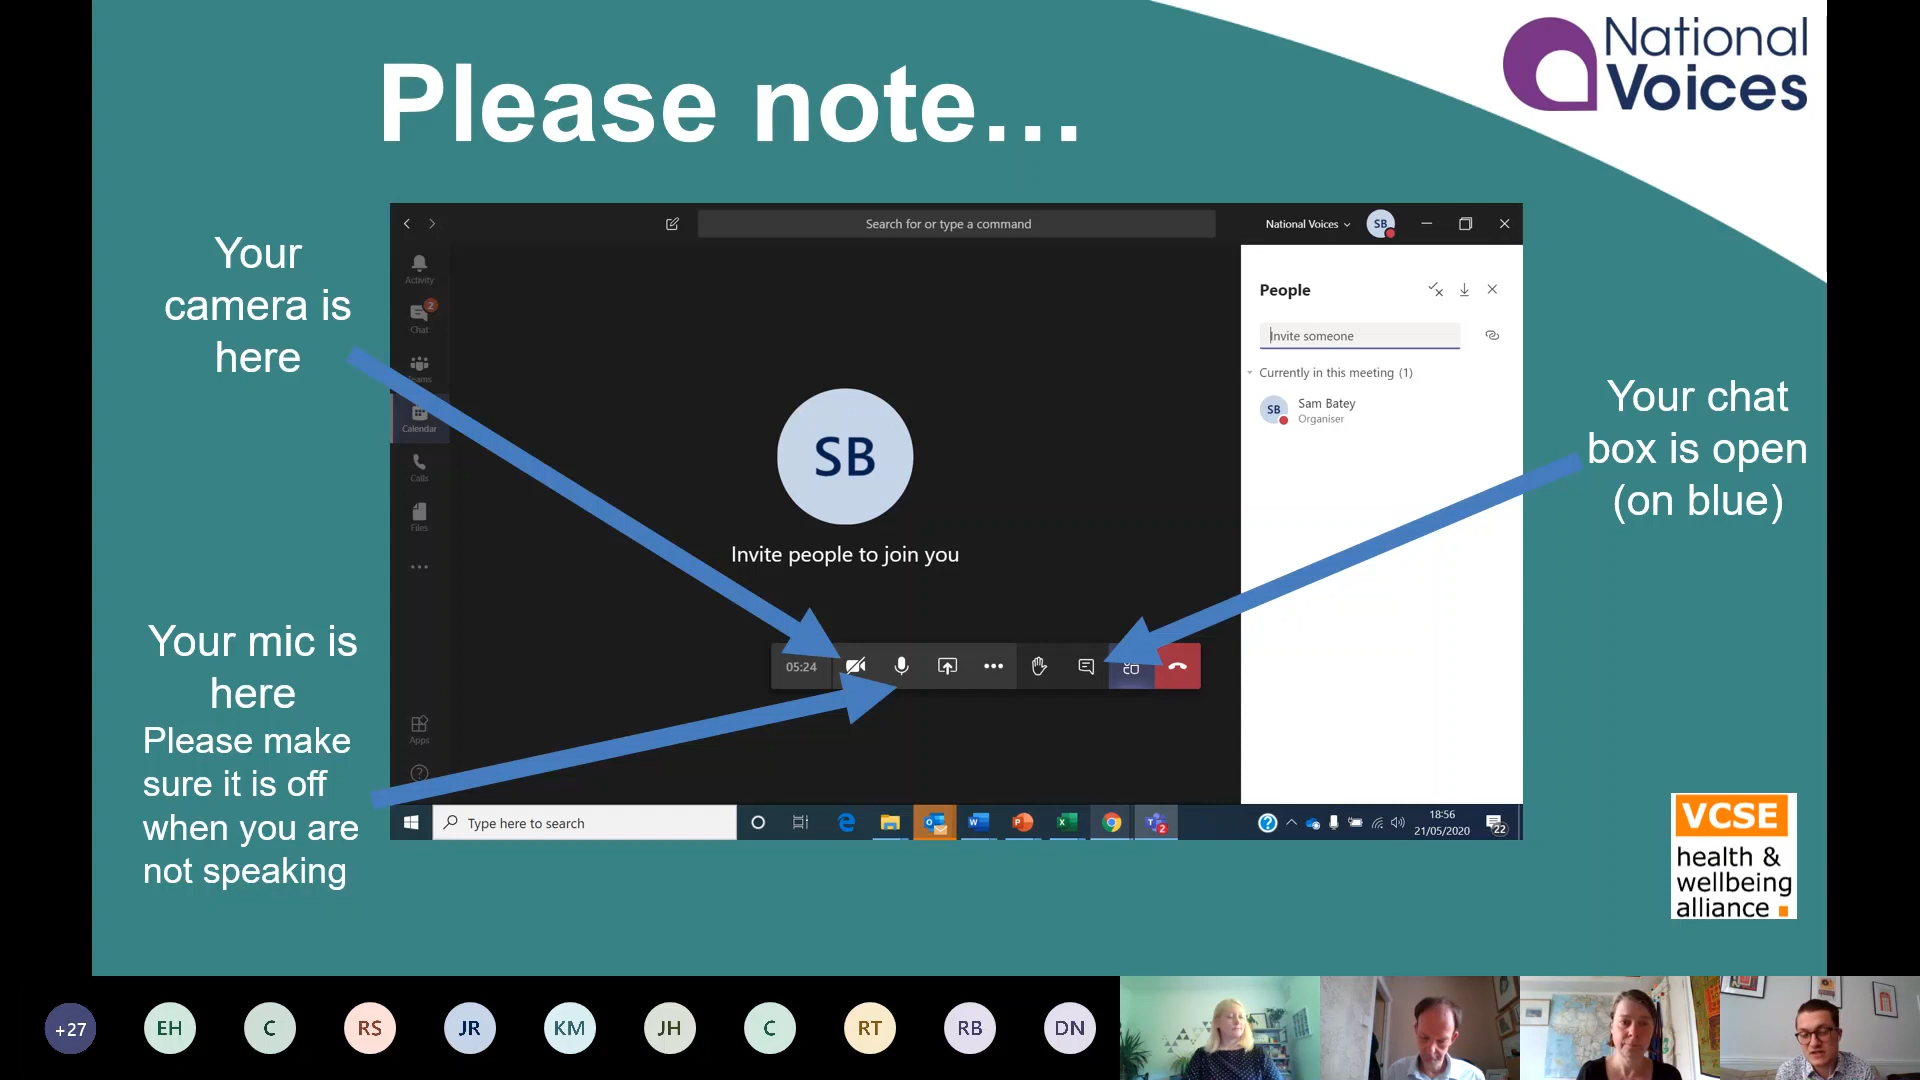 Please note...
National
Voices
Your
camera is
here
Your mic is
here
Please make
sure it is off
when you are
not speaking
Your chat
box is open
(on blue)
Search for or type a command
National Voices
SB
Activity
2
Chat
Teams
Calendar
Calls
Files
Apps
SB
Invite people to join you
05:24
People
Invite someone
Currently in this meeting (1)
SB
Sam Batey
Organiser
Type here to search
2
18:56
21/05/2020
22
VCSE
health &
wellbeing
alliance
+27
EH
C
RS
JR
KM
JH
C
RT
RB
DN